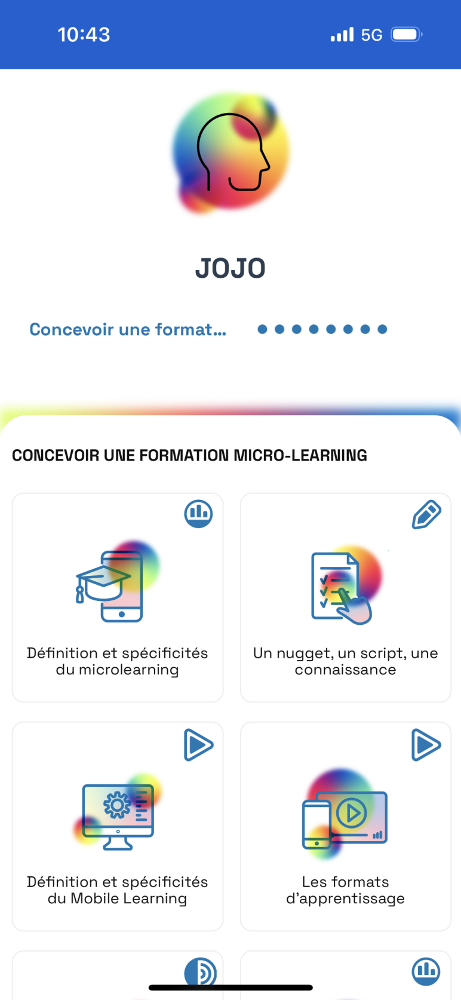 10:43
5G
JOJO
Concevoir une format...
CONCEVOIR UNE FORMATION MICRO-LEARNING
Définition et spécificités
du microlearning
Un nugget, un script, une
connaissance
Définition et spécificités
du Mobile Learning
Les formats
d'apprentissage